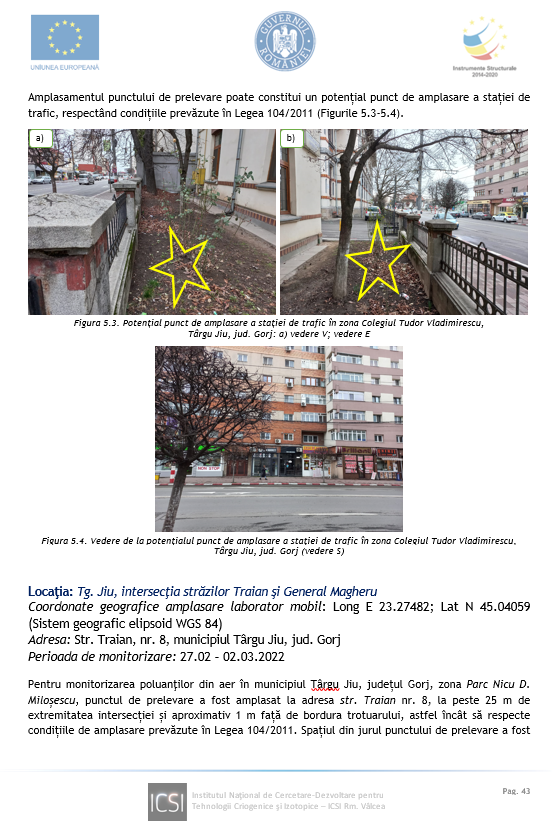 UNIUNEA EUROPEANĂ
GUVERNUL ROMÂNIEI
Instrumente Structurale
2014-2020
Amplasamentul punctului de prelevare poate constitui un potențial punct de amplasare a stației de
trafic, respectând condițiile prevăzute în Legea 104/2011 (Figurile 5.3-5.4).
a)
b)
Figura 5.3. Potențial punct de amplasare a stației de trafic în zona Colegiul Tudor Vladimirescu,
Târgu Jiu, jud. Gorj: a) vedere V; vedere E
NON STOP
Figura 5.4. Vedere de la potențialul punct de amplasare a stației de trafic în zona Colegiul Tudor Vladimirescu,
Târgu Jiu, jud. Gorj (vedere S)
Locaţia: Tg. Jiu, intersecția străzilor Traian și General Magheru
Coordonate geografice amplasare laborator mobil: Long E 23.27482; Lat N 45.04059
(Sistem geografic elipsoid WGS 84)
Adresa: Str. Traian, nr. 8, municipiul Târgu Jiu, jud. Gorj
Perioada de monitorizare: 27.02 – 02.03.2022
Pentru monitorizarea poluanților din aer în municipiul Târgu Jiu, județul Gorj, zona Parc Nicu D.
Miloșescu, punctul de prelevare a fost amplasat la adresa str. Traian nr. 8, la peste 25 m de
extremitatea intersecției și aproximativ 1 m față de bordura trotuarului, astfel încât să respecte
condițiile de amplasare prevăzute în Legea 104/2011. Spațiul din jurul punctului de prelevare a fost
ICSI
Institutul Naţional de Cercetare-Dezvoltare pentru
Tehnologii Criogenice şi Izotopice – ICSI Rm. Vâlcea
Pag. 43